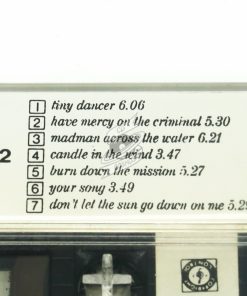 2
1 tiny dancer 6.06
2 have mercy on the criminal 5.30
3 madman across the water 6.21
4 candle in the wind 3.47
5 burn down the mission 5.27
6 your song 3.49
7 don't let the sun go down on me 5.2